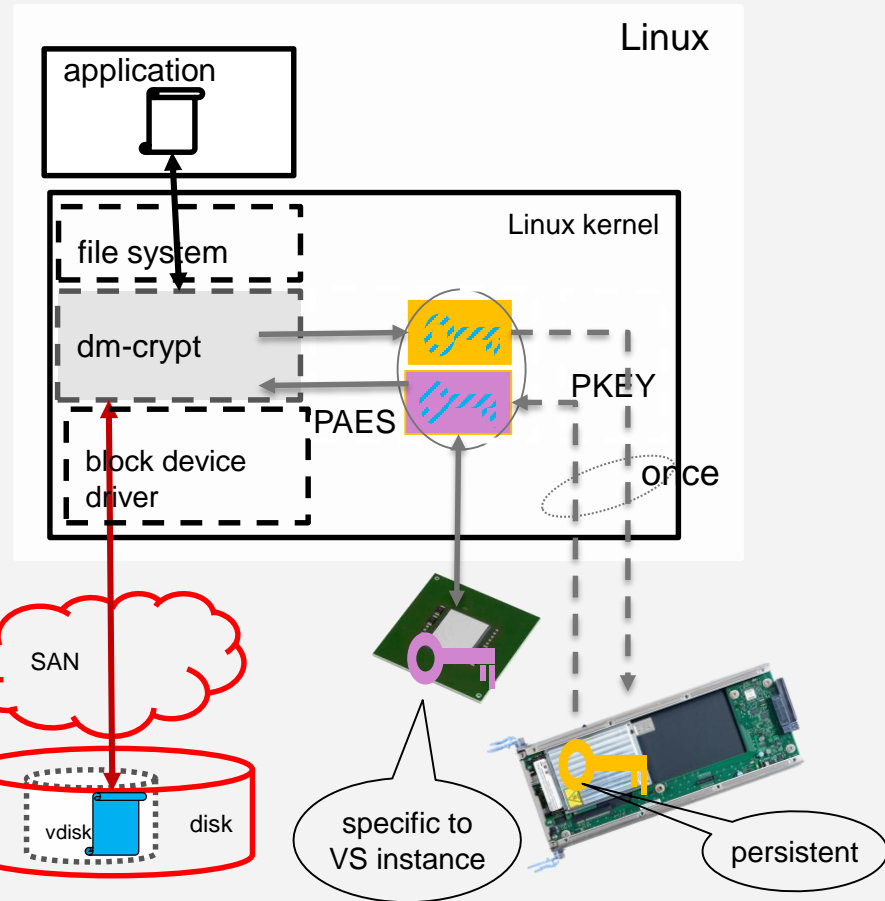 Linux
application
Linux kernel
file system
dm-crypt
PKEY
PAES
block device
driver
once
SAN
vdisk
disk
specific to
VS instance
persistent